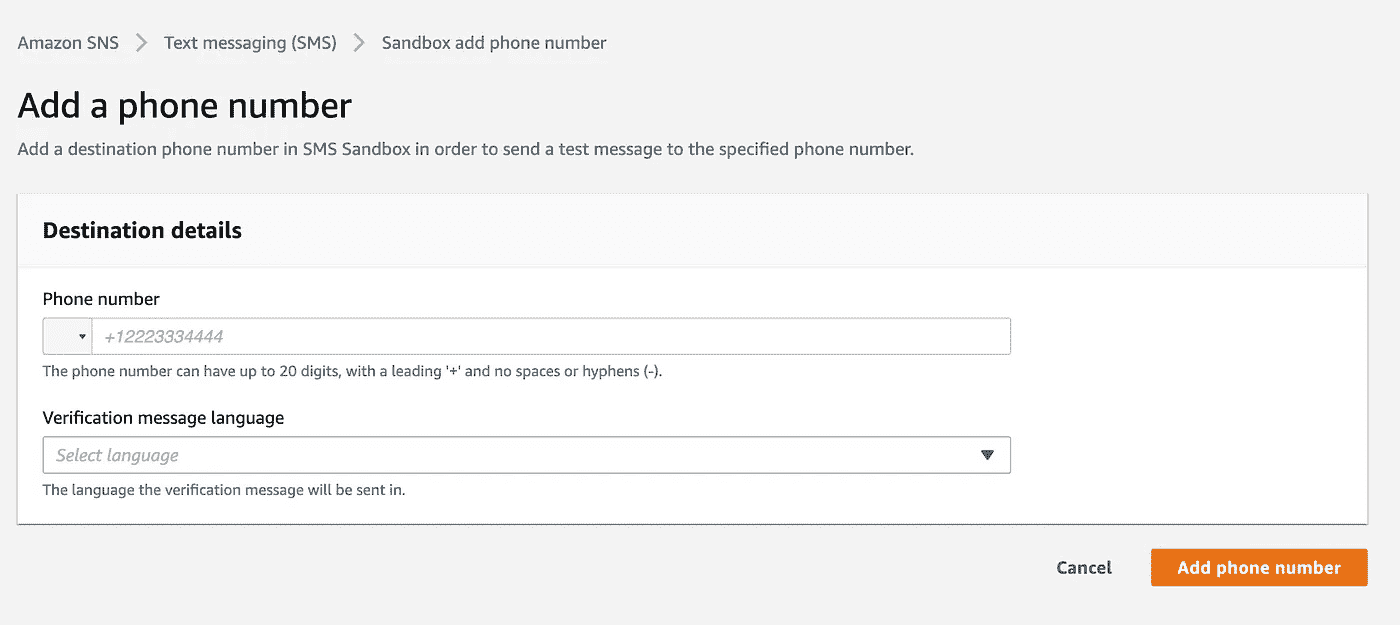 Amazon SNS > Text messaging (SMS) > Sandbox add phone number
Add a phone number
Add a destination phone number in SMS Sandbox in order to send a test message to the specified phone number.
Destination details
Phone number
+12223334444
The phone number can have up to 20 digits, with a leading '+' and no spaces or hyphens (-).
Verification message language
Select language
The language the verification message will be sent in.
Cancel Add phone number